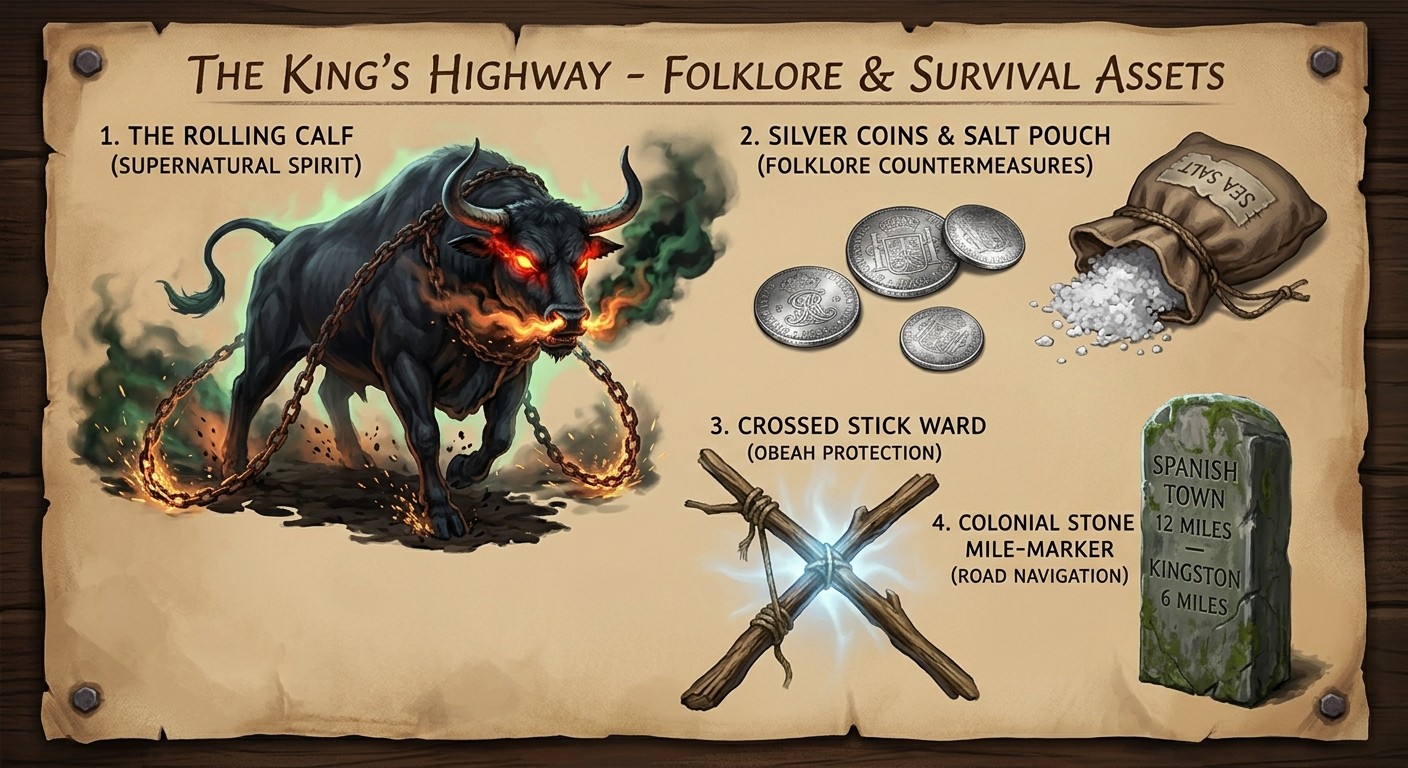 THE KING'S HIGHWAY - FOLKLORE & SURVIVAL ASSETS
1. THE ROLLING CALF
(SUPERNATURAL SPIRIT)
2. SILVER COINS & SALT POUCH
(FOLKLORE COUNTERMEASURES)
SEA SALT
3. CROSSED STICK WARD
(OBEAH PROTECTION)
4. COLONIAL STONE
MILE-MARKER
(ROAD NAVIGATION)
SPANISH
TOWN
12 MILES
—
KINGSTON
6 MILES